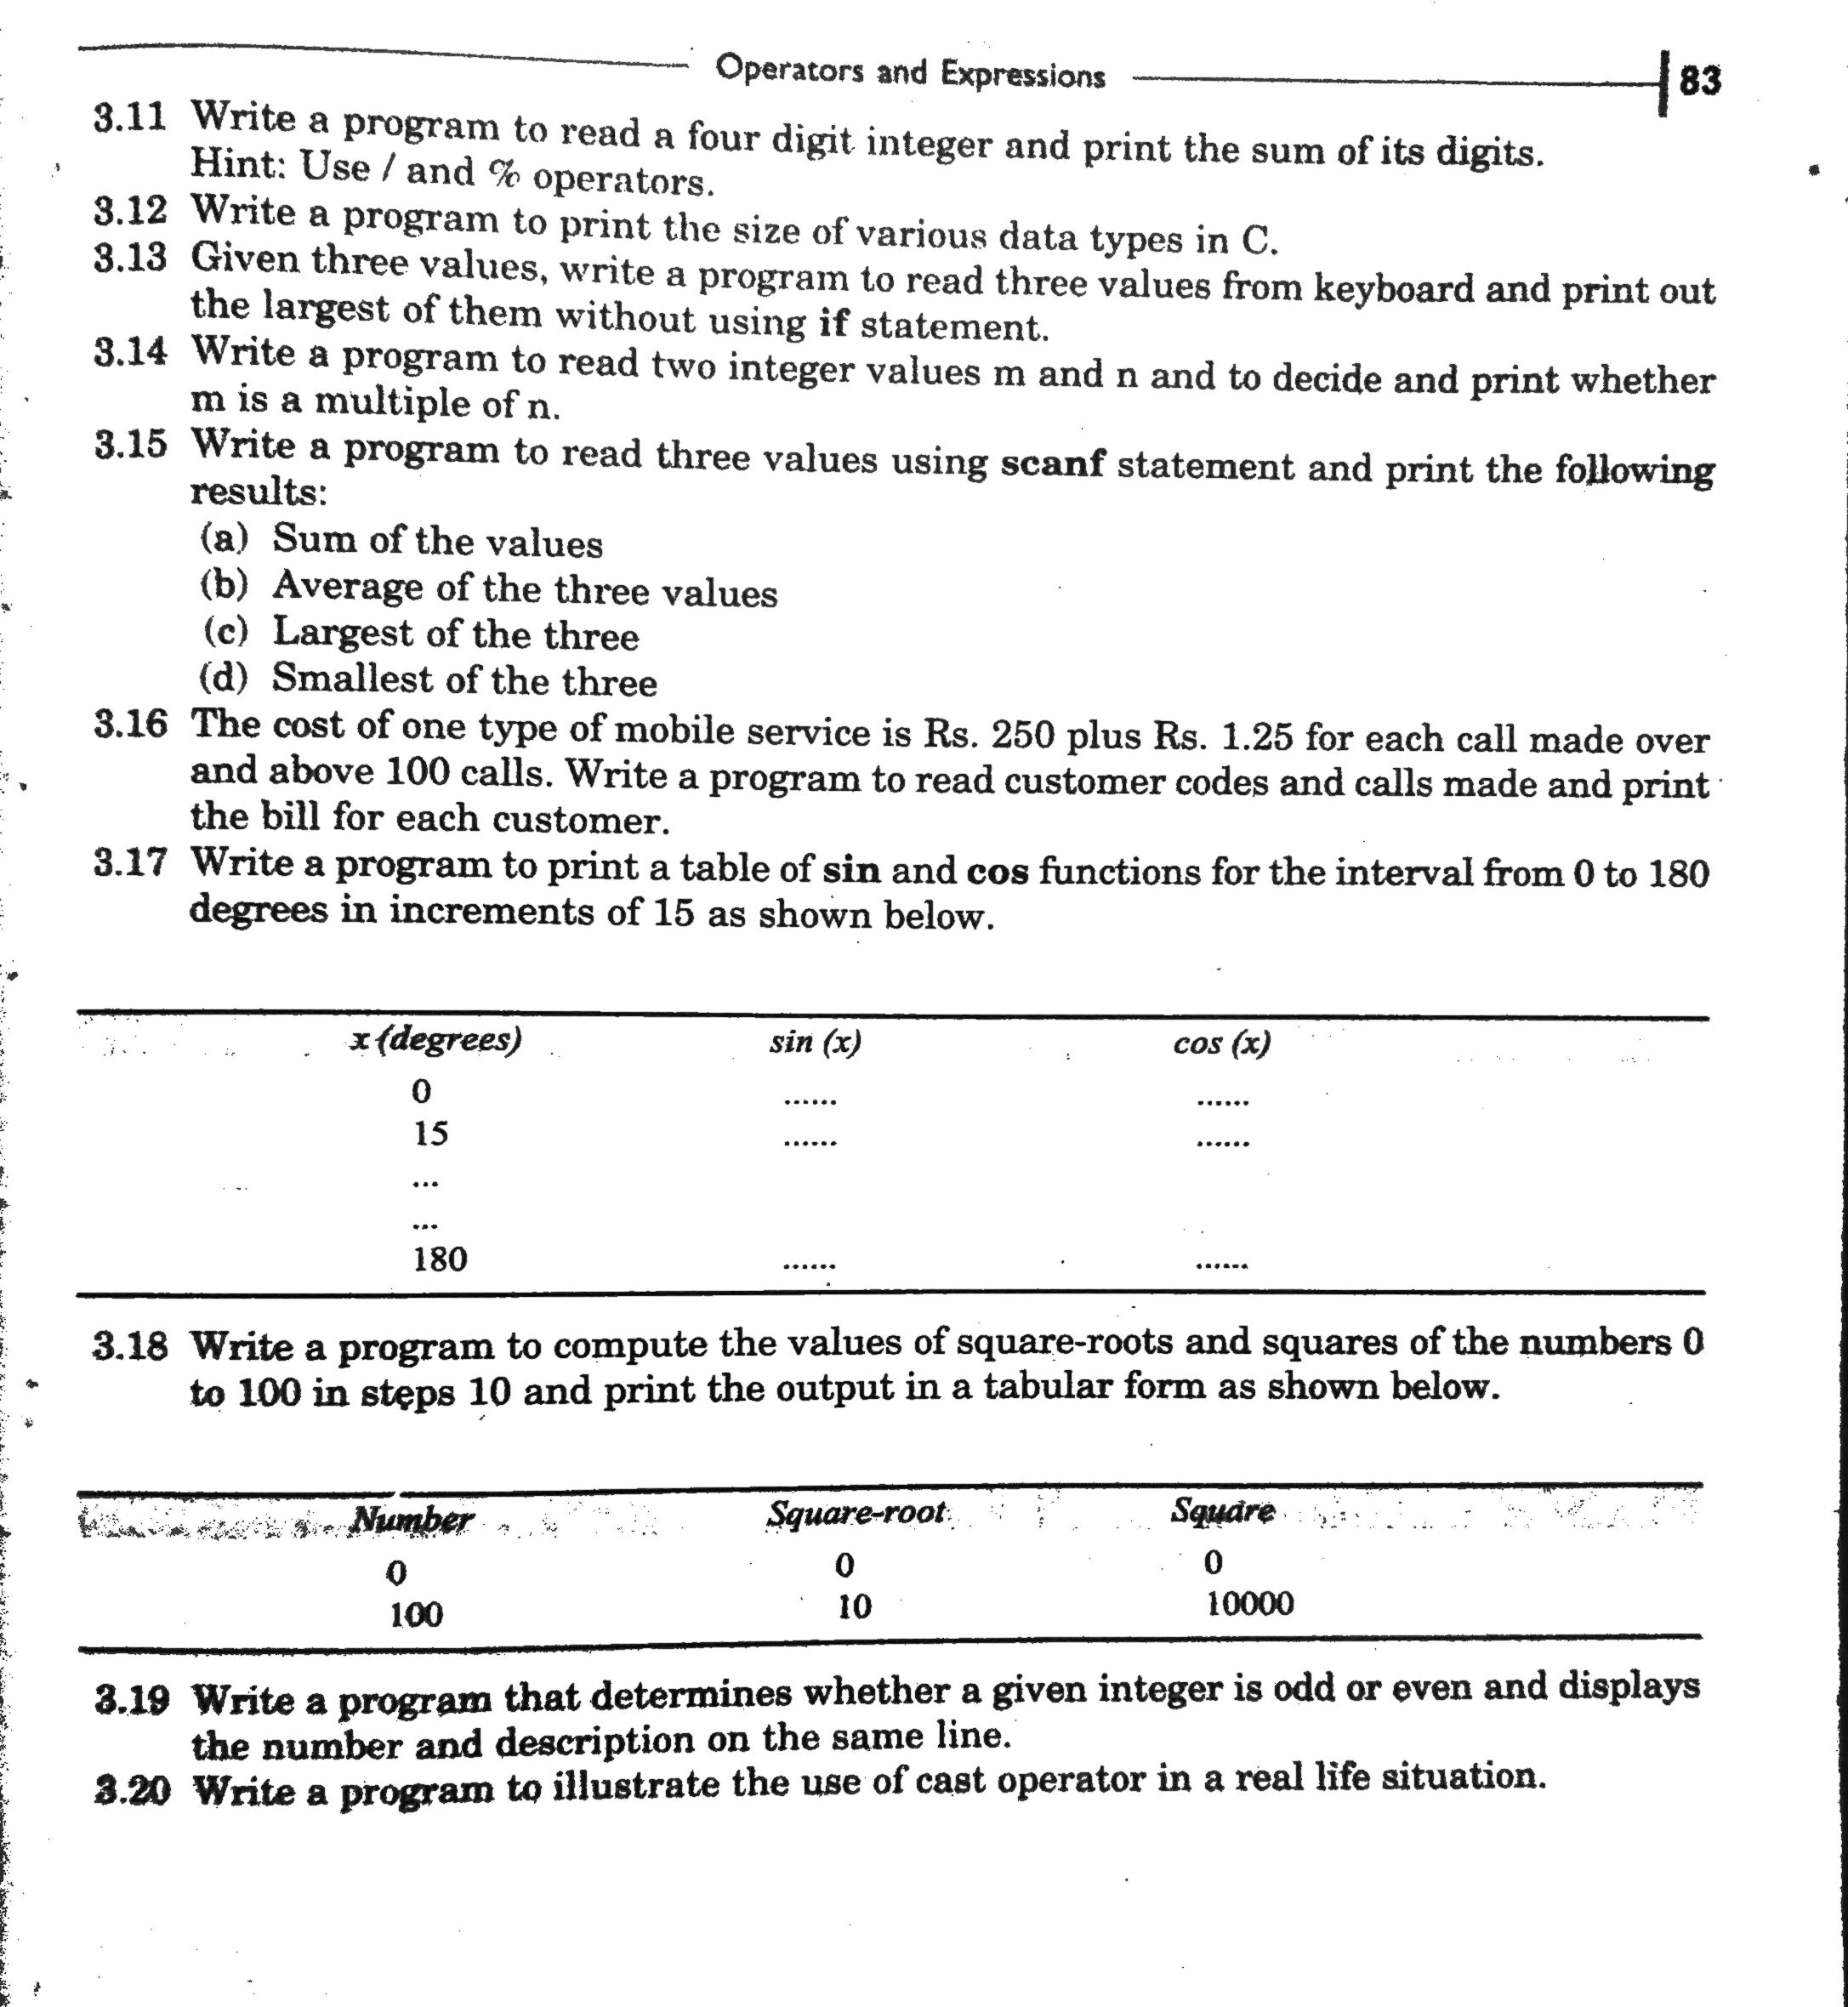 Operators and Expressions 83
3.11 Write a program to read a four digit integer and print the sum of its digits.
Hint: Use / and % operators.
3.12 Write a program to print the size of various data types in C.
3.13 Given three values, write a program to read three values from keyboard and print out
the largest of them without using if statement.
3.14 Write a program to read two integer values m and n and to decide and print whether
m is a multiple of n.
3.15 Write a program to read three values using scanf statement and print the following
results:
(a) Sum of the values
(b) Average of the three values
(c) Largest of the three
(d) Smallest of the three
3.16 The cost of one type of mobile service is Rs. 250 plus Rs. 1.25 for each call made over
and above 100 calls. Write a program to read customer codes and calls made and print
the bill for each customer.
3.17 Write a program to print a table of sin and cos functions for the interval from 0 to 180
degrees in increments of 15 as shown below.
x (degrees) sin (x) cos (x)
0 ...... ......
15 ...... ......
...
...
180 ...... ......
3.18 Write a program to compute the values of square-roots and squares of the numbers 0
to 100 in steps 10 and print the output in a tabular form as shown below.
Number Square-root Square
0 0 0
100 10 10000
3.19 Write a program that determines whether a given integer is odd or even and displays
the number and description on the same line.
3.20 Write a program to illustrate the use of cast operator in a real life situation.